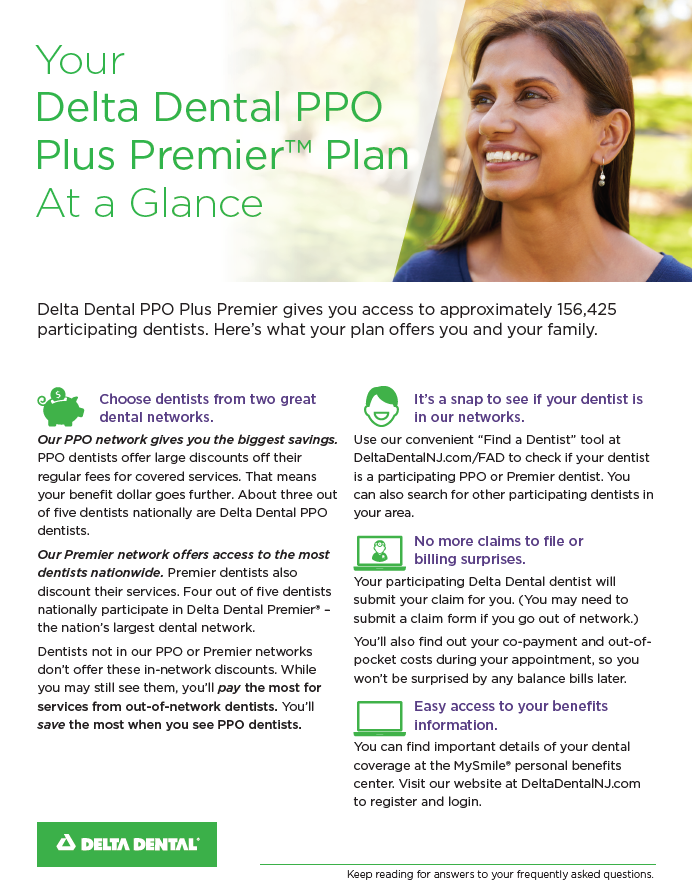 Your
Delta Dental PPO
Plus Premier™ Plan
At a Glance
Delta Dental PPO Plus Premier gives you access to approximately 156,425
participating dentists. Here’s what your plan offers you and your family.
$
Choose dentists from two great
dental networks.
Our PPO network gives you the biggest savings.
PPO dentists offer large discounts off their
regular fees for covered services. That means
your benefit dollar goes further. About three out
of five dentists nationally are Delta Dental PPO
dentists.
Our Premier network offers access to the most
dentists nationwide. Premier dentists also
discount their services. Four out of five dentists
nationally participate in Delta Dental Premier® –
the nation’s largest dental network.
Dentists not in our PPO or Premier networks
don’t offer these in-network discounts. While
you may still see them, you’ll pay the most for
services from out-of-network dentists. You’ll
save the most when you see PPO dentists.
It’s a snap to see if your dentist is
in our networks.
Use our convenient “Find a Dentist” tool at
DeltaDentalNJ.com/FAD to check if your dentist
is a participating PPO or Premier dentist. You
can also search for other participating dentists in
your area.
No more claims to file or
billing surprises.
Your participating Delta Dental dentist will
submit your claim for you. (You may need to
submit a claim form if you go out of network.)
You’ll also find out your co-payment and out-of-
pocket costs during your appointment, so you
won’t be surprised by any balance bills later.
Easy access to your benefits
information.
You can find important details of your dental
coverage at the MySmile® personal benefits
center. Visit our website at DeltaDentalNJ.com
to register and login.
DELTA DENTAL®
Keep reading for answers to your frequently asked questions.